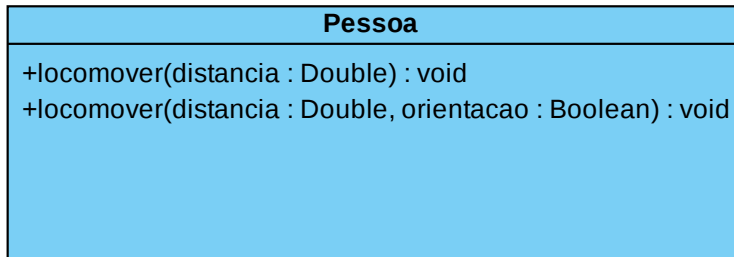 Pessoa
+locomover(distancia : Double) : void
+locomover(distancia : Double, orientacao : Boolean) : void